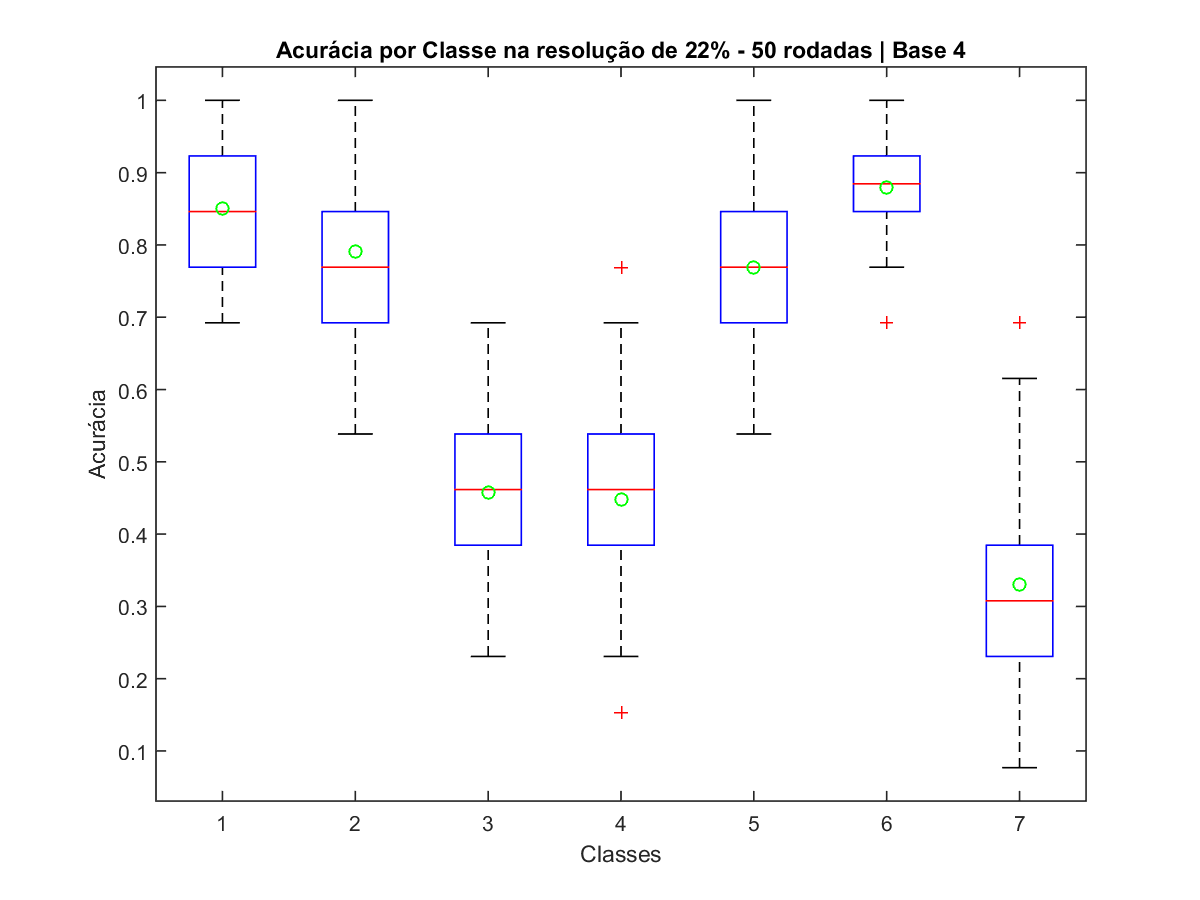 Acurácia por Classe na resolução de 22% - 50 rodadas | Base 4
1
0.9
0.8
0.7
0.6
0.5
0.4
0.3
0.2
0.1
Acurácia
1 2 3 4 5 6 7
Classes